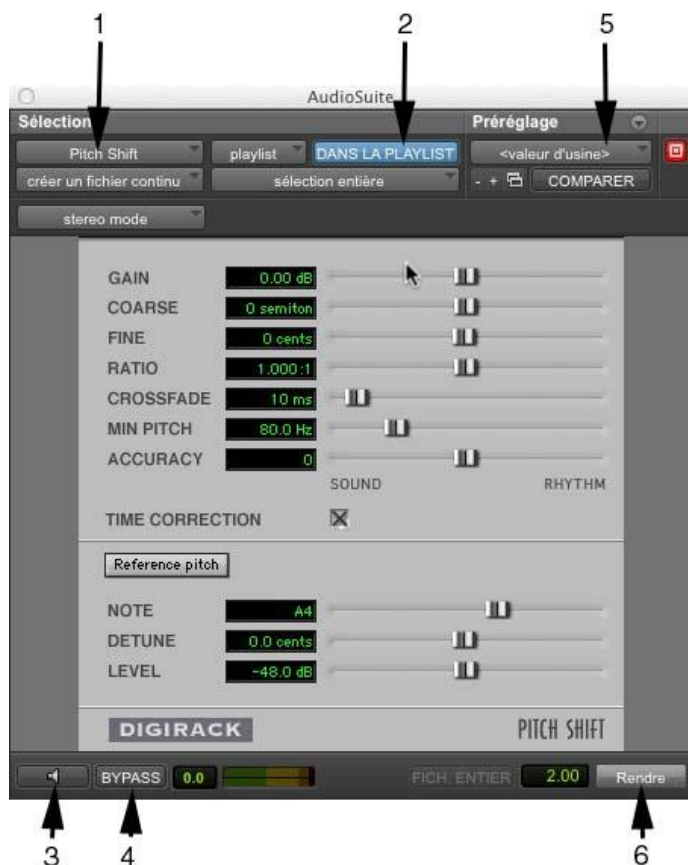 1 2 5
AudioSuite
Sélection Préréglage
Pitch Shift playlist DANS LA PLAYLIST <valeur d'usine>
créer un fichier continu sélection entière - + COMPARER
stereo mode
GAIN 0.00 dB
COARSE 0 semiton
FINE 0 cents
RATIO 1.000:1
CROSSFADE 10 ms
MIN PITCH 80.0 Hz
ACCURACY 0
SOUND RHYTHM
TIME CORRECTION
Reference pitch
NOTE A4
DETUNE 0.0 cents
LEVEL -48.0 dB
DIGIRACK PITCH SHIFT
BYPASS 0.0 FICH. ENTIER 2.00 Rendre
3 4 6